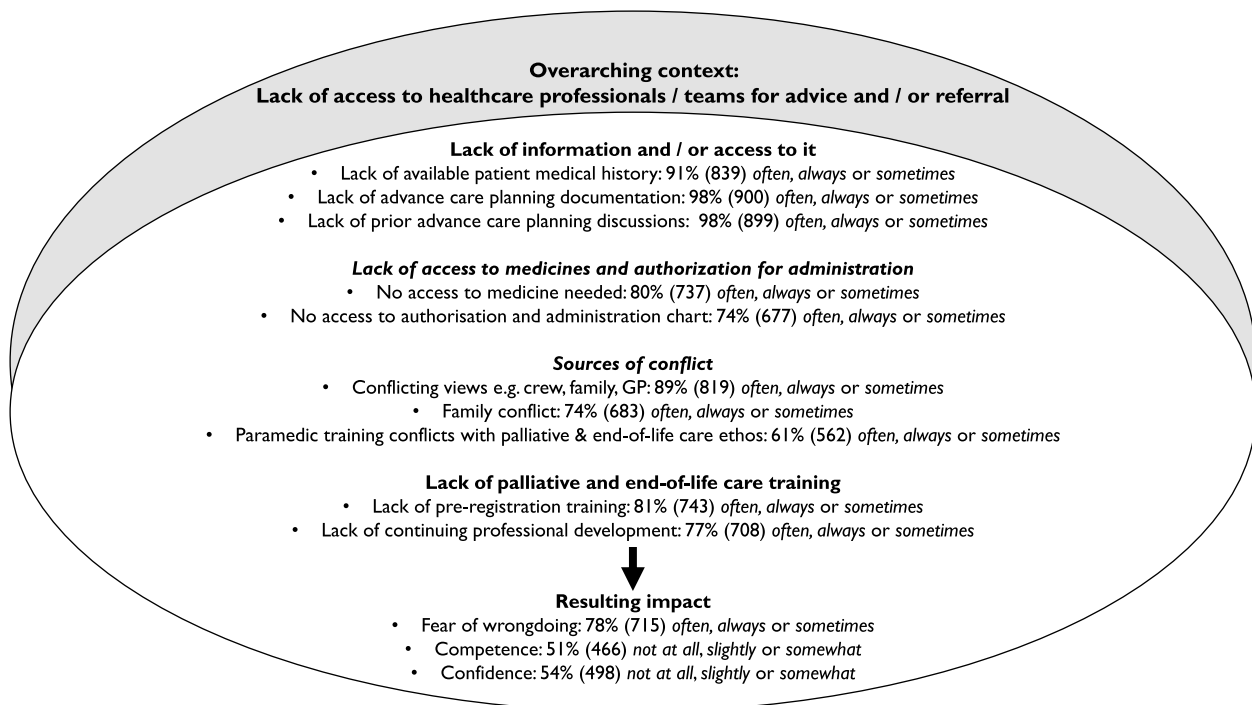 Overarching context:
Lack of access to healthcare professionals / teams for advice and / or referral
Lack of information and / or access to it
• Lack of available patient medical history: 91% (839) often, always or sometimes
• Lack of advance care planning documentation: 98% (900) often, always or sometimes
• Lack of prior advance care planning discussions: 98% (899) often, always or sometimes
Lack of access to medicines and authorization for administration
• No access to medicine needed: 80% (737) often, always or sometimes
• No access to authorisation and administration chart: 74% (677) often, always or sometimes
Sources of conflict
• Conflicting views e.g. crew, family, GP: 89% (819) often, always or sometimes
• Family conflict: 74% (683) often, always or sometimes
• Paramedic training conflicts with palliative & end-of-life care ethos: 61% (562) often, always or sometimes
Lack of palliative and end-of-life care training
• Lack of pre-registration training: 81% (743) often, always or sometimes
• Lack of continuing professional development: 77% (708) often, always or sometimes
Resulting impact
• Fear of wrongdoing: 78% (715) often, always or sometimes
• Competence: 51% (466) not at all, slightly or somewhat
• Confidence: 54% (498) not at all, slightly or somewhat